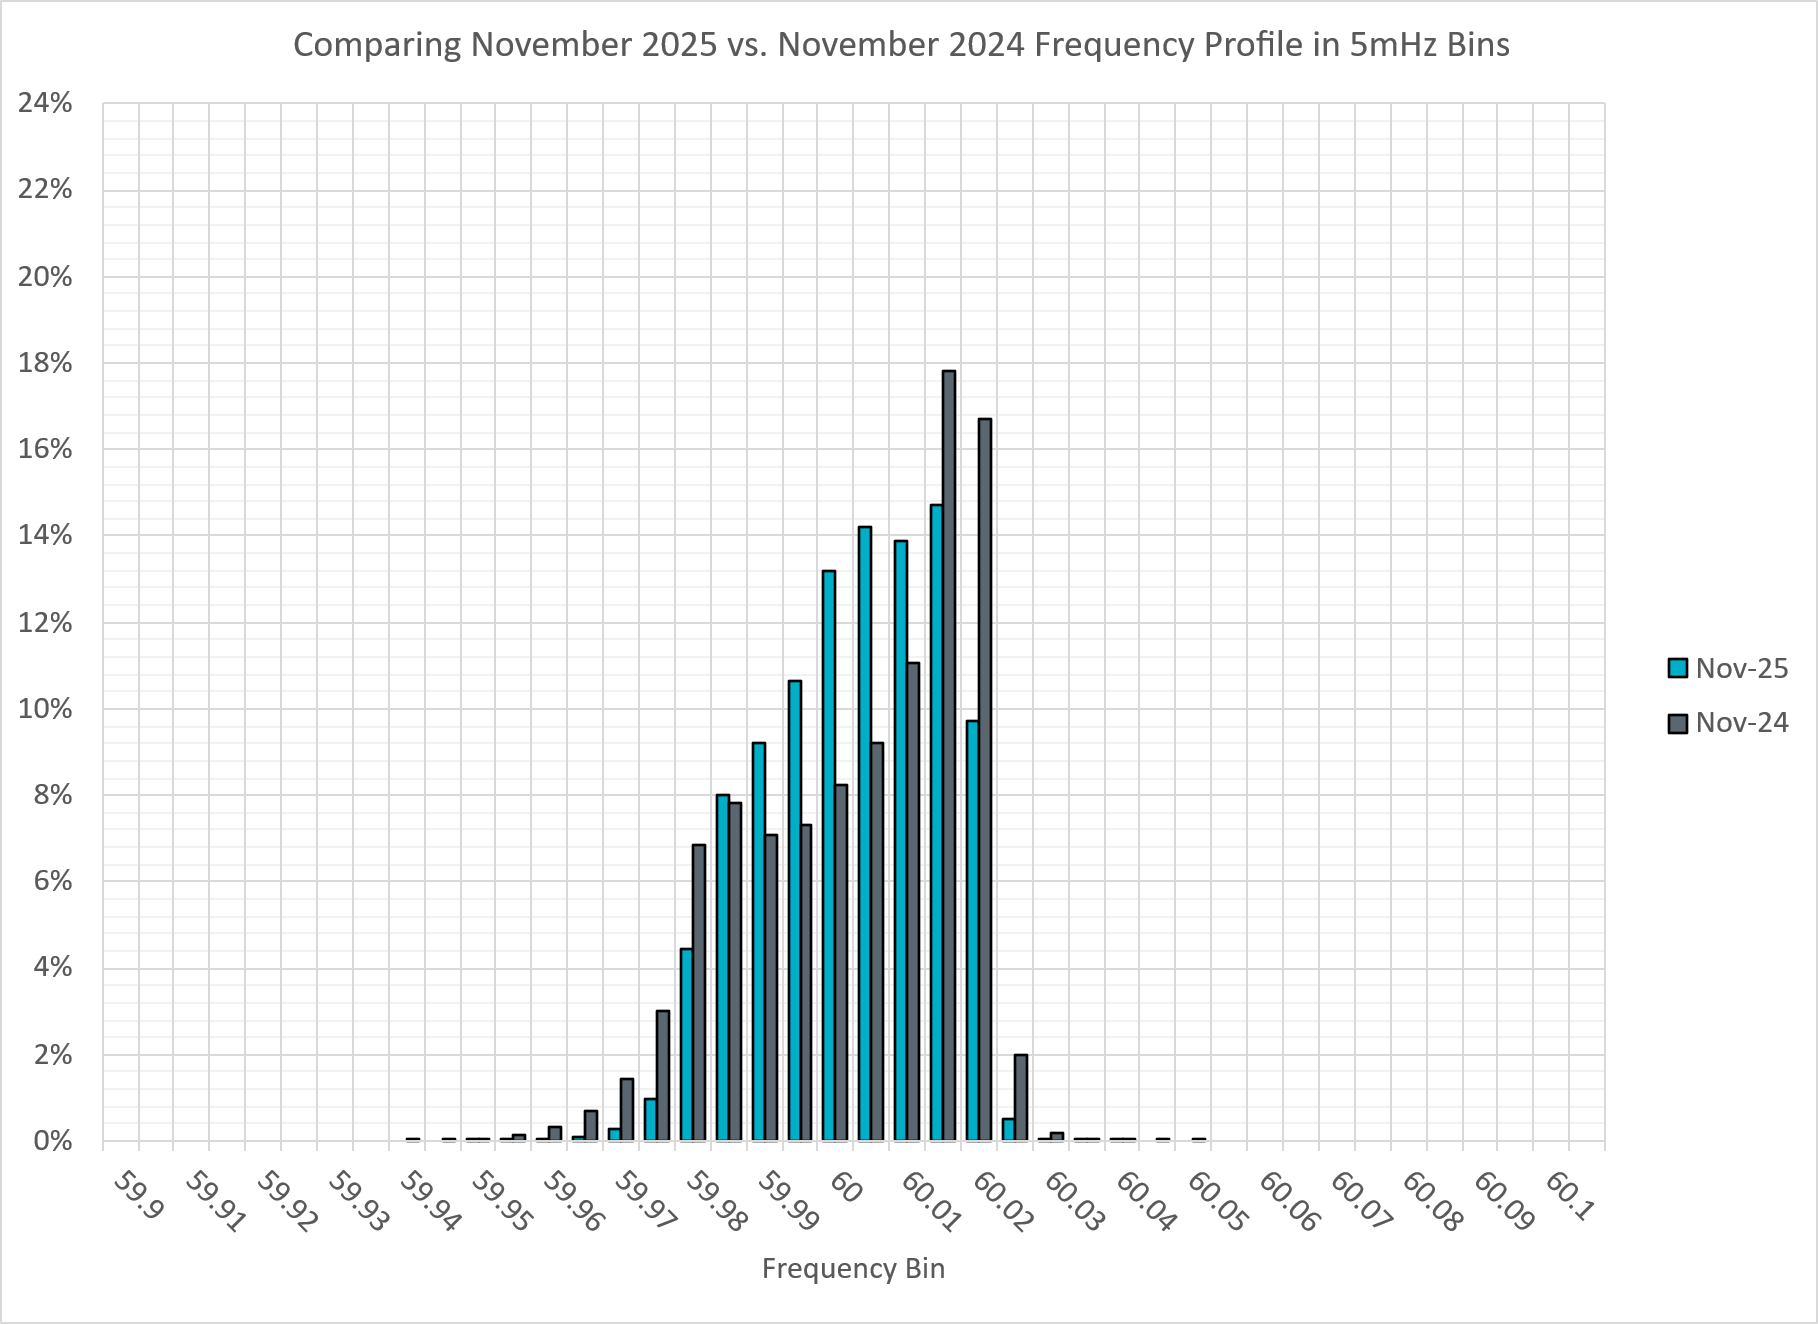 Comparing November 2025 vs. November 2024 Frequency Profile in 5mHz Bins
24%
22%
20%
18%
16%
14%
12%
10%
8%
6%
4%
2%
0%
Nov-25
Nov-24
59.9 59.91 59.92 59.93 59.94 59.95 59.96 59.97 59.98 59.99 60 60.01 60.02 60.03 60.04 60.05 60.06 60.07 60.08 60.09 60.1
Frequency Bin